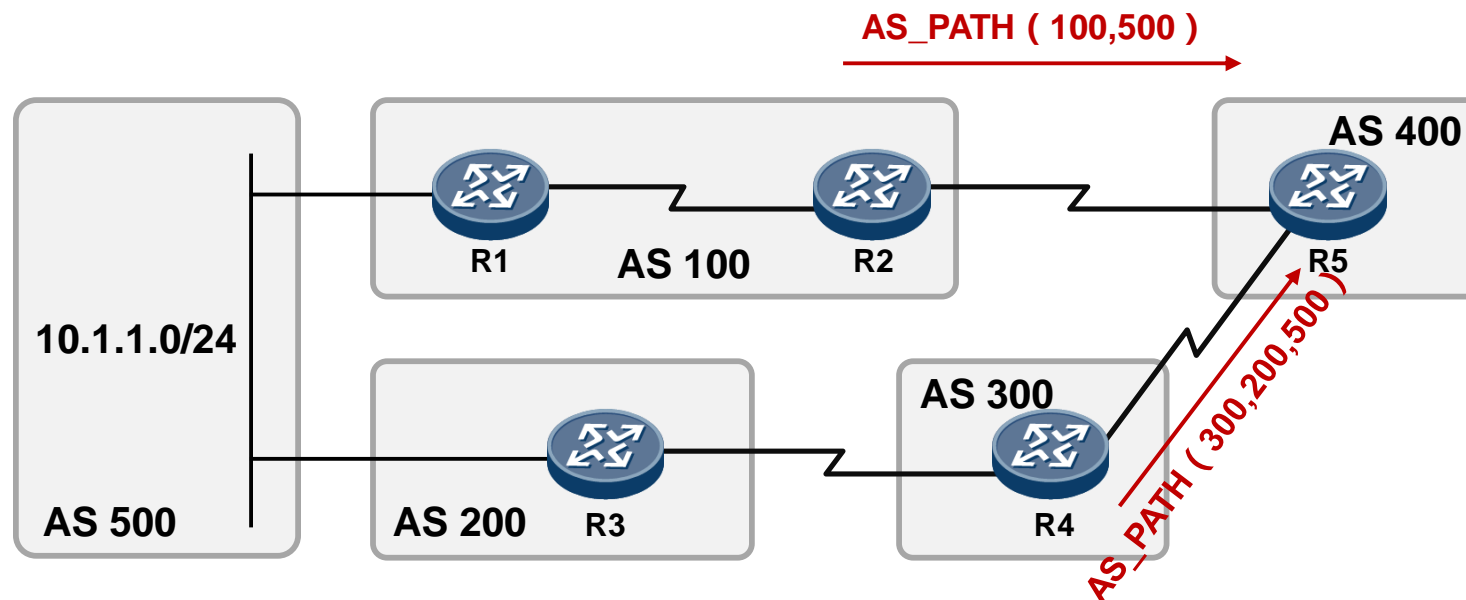 AS_PATH ( 100,500 )
AS 400
R1
AS 100
R2
R5
10.1.1.0/24
AS 300
AS_PATH ( 300,200,500 )
AS 500
AS 200
R3
R4